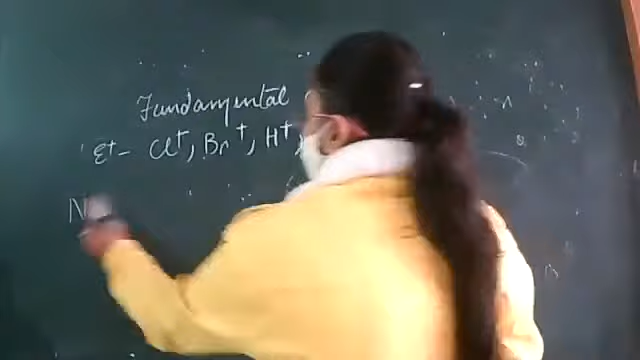 Fundamental
E⁺- Cl⁺, Br⁺, H⁺,
N